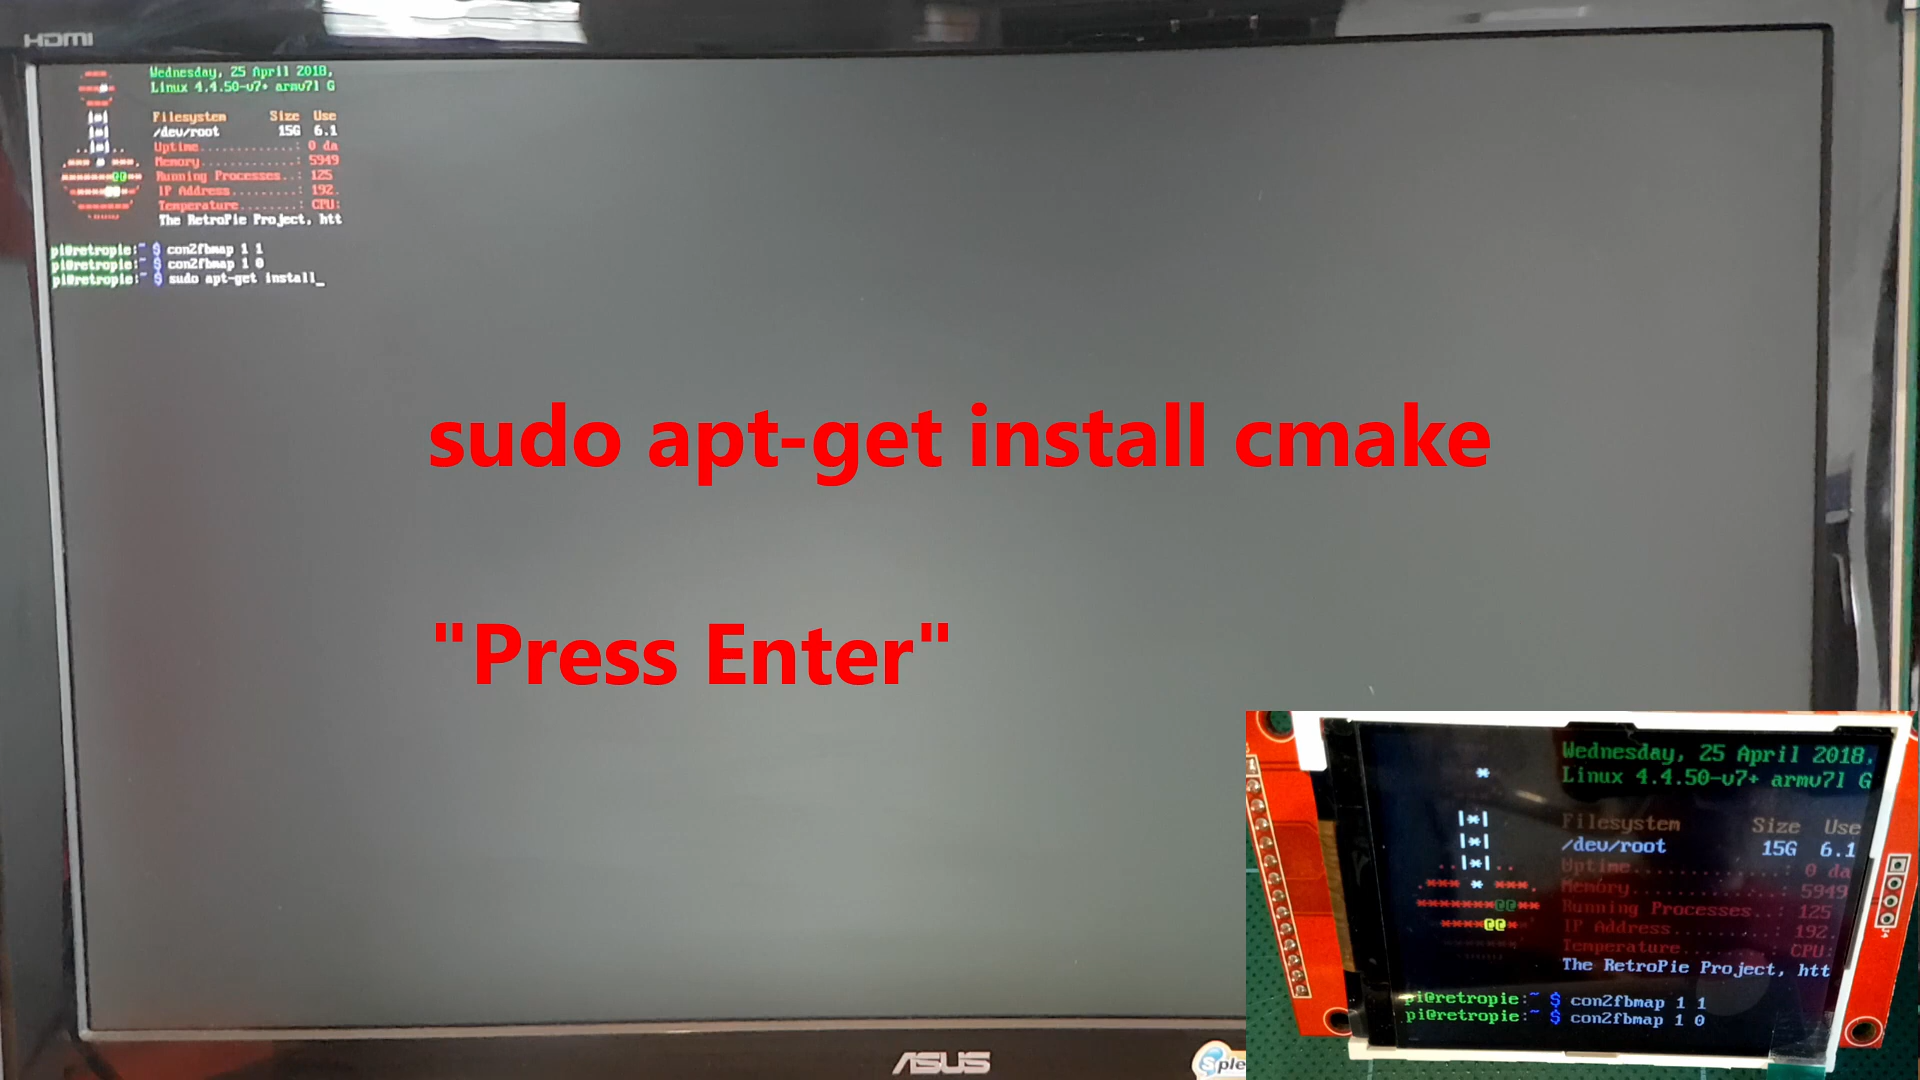 HDMI
Wednesday, 25 April 2018,
Linux 4.4.50-v7+ armv7l G
Filesystem Size Use
/dev/root 15G 6.1
Uptime.............: 0 da
Memory.............: 5949
Running Processes..: 125
IP Address.........: 192.
Temperature........: CPU:
The RetroPie Project, htt
pi@retropie:~ $ con2fbmap 1 1
pi@retropie:~ $ con2fbmap 1 0
pi@retropie:~ $ sudo apt-get install_
sudo apt-get install cmake
"Press Enter"
Wednesday, 25 April 2018,
Linux 4.4.50-v7+ armv7l G
Filesystem Size Use
/dev/root 15G 6.1
Uptime.............: 0 da
Memory.............: 5949
Running Processes..: 125
IP Address.........: 192.
Temperature........: CPU:
The RetroPie Project, htt
pi@retropie:~ $ con2fbmap 1 1
pi@retropie:~ $ con2fbmap 1 0
1
J4
ASUS
Sple